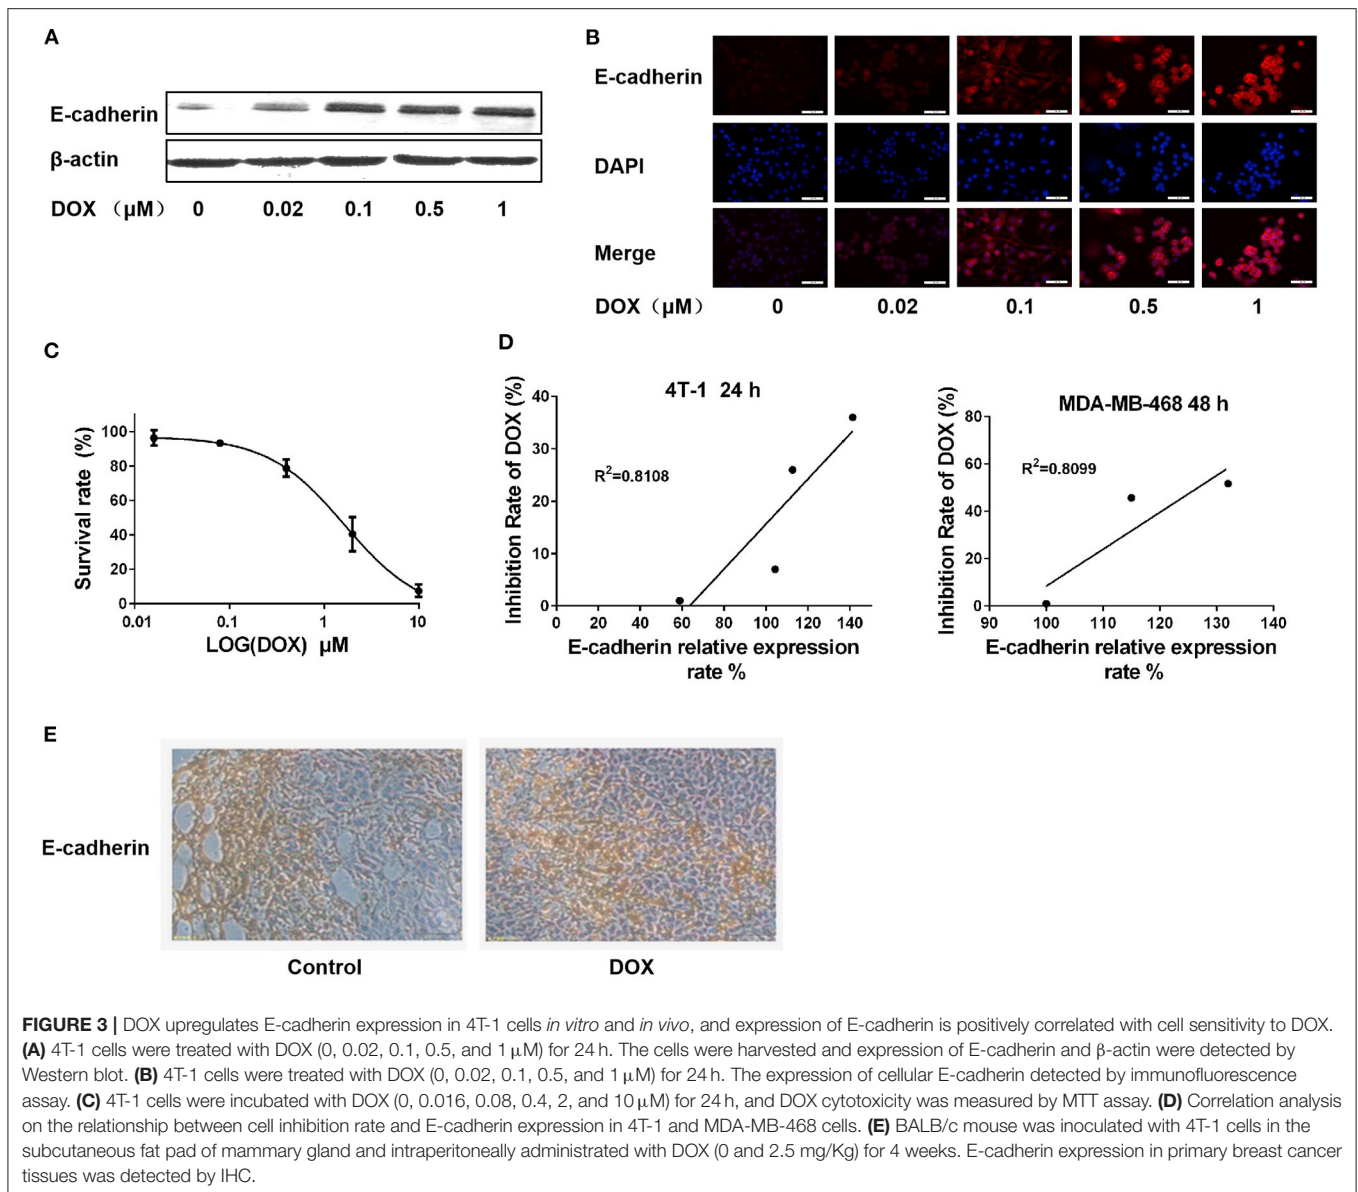 A
E-cadherin
β-actin
DOX （μM） 0 0.02 0.1 0.5 1
B
E-cadherin
DAPI
Merge
DOX（μM） 0 0.02 0.1 0.5 1
C
Survival rate (%)
100
80
60
40
20
0
0.01 0.1 1 10
LOG(DOX) μM
D
4T-1 24 h
Inhibition Rate of DOX (%)
40
30
20
10
0
R²=0.8108
0 20 40 60 80 100 120 140
E-cadherin relative expression
rate %
MDA-MB-468 48 h
Inhibition Rate of DOX (%)
80
60
40
20
0
R²=0.8099
90 100 110 120 130 140
E-cadherin relative expression
rate %
E
E-cadherin
Control DOX
FIGURE 3 | DOX upregulates E-cadherin expression in 4T-1 cells in vitro and in vivo, and expression of E-cadherin is positively correlated with cell sensitivity to DOX.
(A) 4T-1 cells were treated with DOX (0, 0.02, 0.1, 0.5, and 1 μM) for 24 h. The cells were harvested and expression of E-cadherin and β-actin were detected by
Western blot. (B) 4T-1 cells were treated with DOX (0, 0.02, 0.1, 0.5, and 1 μM) for 24 h. The expression of cellular E-cadherin detected by immunofluorescence
assay. (C) 4T-1 cells were incubated with DOX (0, 0.016, 0.08, 0.4, 2, and 10 μM) for 24 h, and DOX cytotoxicity was measured by MTT assay. (D) Correlation analysis
on the relationship between cell inhibition rate and E-cadherin expression in 4T-1 and MDA-MB-468 cells. (E) BALB/c mouse was inoculated with 4T-1 cells in the
subcutaneous fat pad of mammary gland and intraperitoneally administrated with DOX (0 and 2.5 mg/Kg) for 4 weeks. E-cadherin expression in primary breast cancer
tissues was detected by IHC.